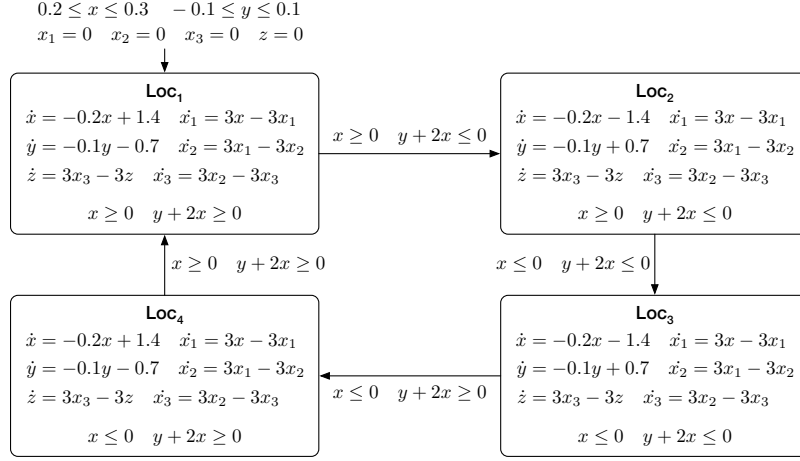 0.2 ≤ x ≤ 0.3 −0.1 ≤ y ≤ 0.1
x₁ = 0 x₂ = 0 x₃ = 0 z = 0
Loc₁
ẋ = −0.2x + 1.4 ẋ₁ = 3x − 3x₁
ẏ = −0.1y − 0.7 ẋ₂ = 3x₁ − 3x₂
ż = 3x₃ − 3z ẋ₃ = 3x₂ − 3x₃
x ≥ 0 y + 2x ≥ 0
x ≥ 0 y + 2x ≤ 0
Loc₂
ẋ = −0.2x − 1.4 ẋ₁ = 3x − 3x₁
ẏ = −0.1y + 0.7 ẋ₂ = 3x₁ − 3x₂
ż = 3x₃ − 3z ẋ₃ = 3x₂ − 3x₃
x ≥ 0 y + 2x ≤ 0
x ≥ 0 y + 2x ≥ 0
x ≤ 0 y + 2x ≤ 0
Loc₄
ẋ = −0.2x + 1.4 ẋ₁ = 3x − 3x₁
ẏ = −0.1y − 0.7 ẋ₂ = 3x₁ − 3x₂
ż = 3x₃ − 3z ẋ₃ = 3x₂ − 3x₃
x ≤ 0 y + 2x ≥ 0
x ≤ 0 y + 2x ≥ 0
Loc₃
ẋ = −0.2x − 1.4 ẋ₁ = 3x − 3x₁
ẏ = −0.1y + 0.7 ẋ₂ = 3x₁ − 3x₂
ż = 3x₃ − 3z ẋ₃ = 3x₂ − 3x₃
x ≤ 0 y + 2x ≤ 0